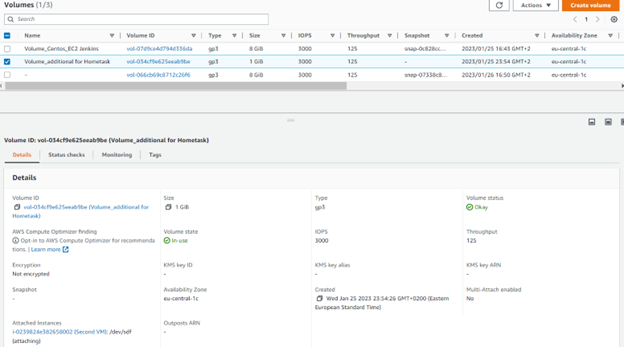 Volumes (1/3)
Actions
Create volume
Search
1
Name Volume ID Type Size IOPS Throughput Snapshot Created Availability Zone
Volume_Centos_EC2 Jenkins vol-07d9ce4d794d336da gp3 8 GiB 3000 125 snap-0c828cc... 2023/01/25 16:43 GMT+2 eu-central-1c
Volume_additional for Hometask vol-034cf9e625eeab9be gp3 1 GiB 3000 125 - 2023/01/25 23:54 GMT+2 eu-central-1c
- vol-066cb69c6712c26f6 gp3 8 GiB 3000 125 snap-07338c8... 2023/01/26 16:50 GMT+2 eu-central-1c
Volume ID: vol-034cf9e625eeab9be (Volume_additional for Hometask)
Details Status checks Monitoring Tags
Details
Volume ID
vol-034cf9e625eeab9be (Volume_additional for
Hometask)
Size
1 GiB
Type
gp3
Volume status
Okay
AWS Compute Optimizer finding
Opt-in to AWS Compute Optimizer for recommenda
tions. | Learn more
Volume state
In-use
IOPS
3000
Throughput
125
Encryption
Not encrypted
KMS key ID
-
KMS key alias
-
KMS key ARN
-
Snapshot
-
Availability Zone
eu-central-1c
Created
Wed Jan 25 2023 23:54:26 GMT+0200 (Eastern
European Standard Time)
Multi-Attach enabled
No
Attached Instances
i-0239824e382658002 (Second VM): /dev/sdf
(attaching)
Outposts ARN
-